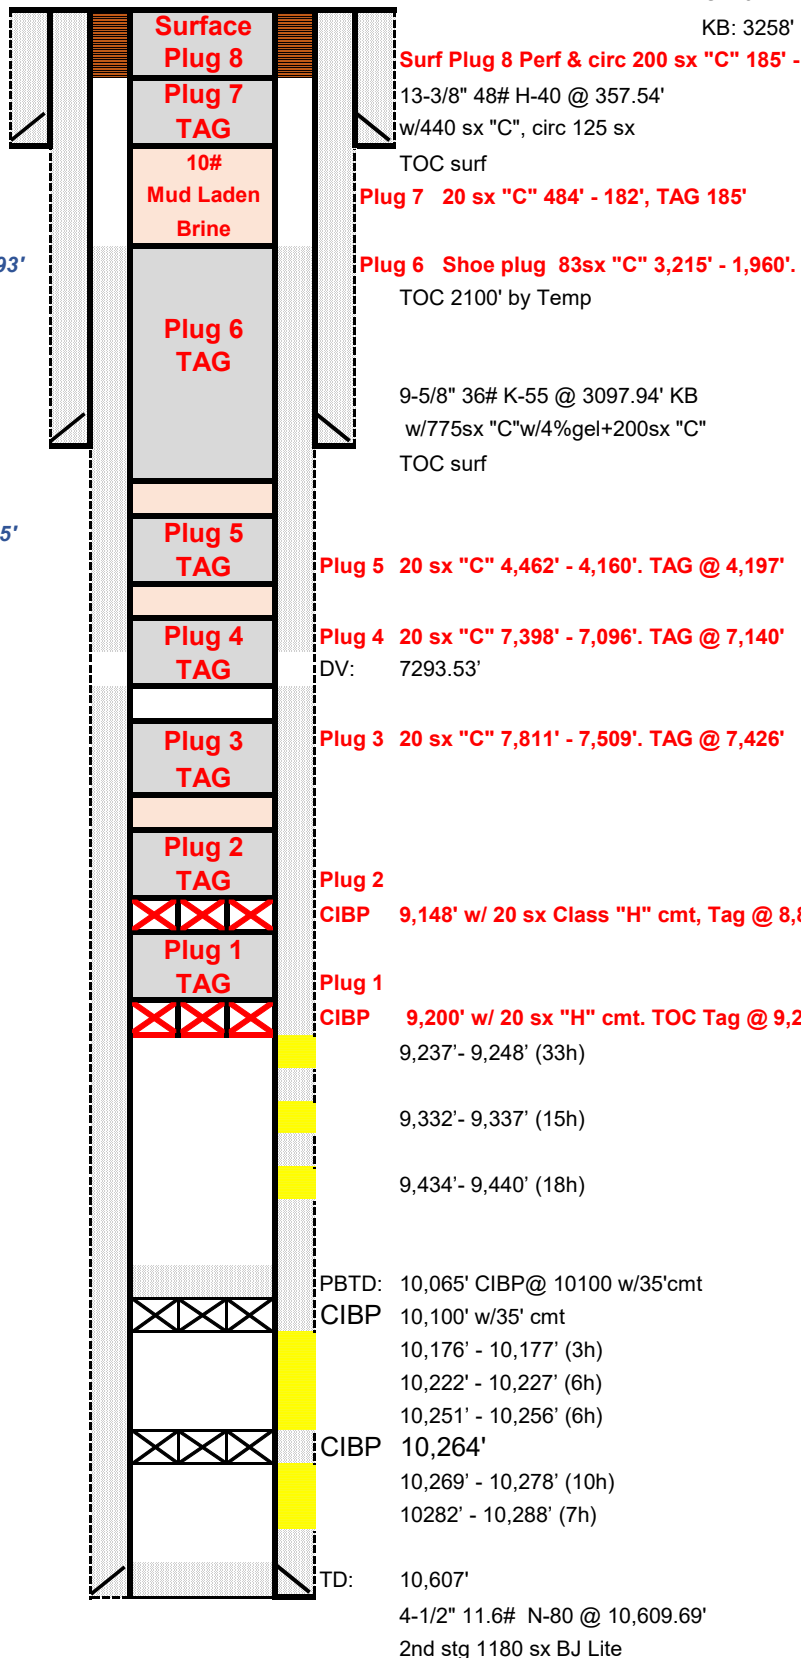 Surface
Plug 8
KB: 3258'
Surf Plug 8 Perf & circ 200 sx "C" 185' -
Plug 7
TAG
13-3/8" 48# H-40 @ 357.54'
w/440 sx "C", circ 125 sx
TOC surf
10#
Mud Laden
Brine
Plug 7 20 sx "C" 484' - 182', TAG 185'
93'
Plug 6 Shoe plug 83sx "C" 3,215' - 1,960'.
TOC 2100' by Temp
Plug 6
TAG
9-5/8" 36# K-55 @ 3097.94' KB
w/775sx "C"w/4%gel+200sx "C"
TOC surf
5'
Plug 5
TAG
Plug 5 20 sx "C" 4,462' - 4,160'. TAG @ 4,197'
Plug 4
TAG
Plug 4 20 sx "C" 7,398' - 7,096'. TAG @ 7,140'
DV: 7293.53’
Plug 3
TAG
Plug 3 20 sx "C" 7,811' - 7,509'. TAG @ 7,426'
Plug 2
TAG
Plug 2
CIBP 9,148' w/ 20 sx Class "H" cmt, Tag @ 8,8
Plug 1
TAG
Plug 1
CIBP 9,200' w/ 20 sx "H" cmt. TOC Tag @ 9,2
9,237’- 9,248’ (33h)
9,332’- 9,337’ (15h)
9,434’- 9,440’ (18h)
PBTD: 10,065' CIBP@ 10100 w/35'cmt
CIBP 10,100' w/35' cmt
10,176’ - 10,177’ (3h)
10,222' - 10,227’ (6h)
10,251’ - 10,256’ (6h)
CIBP 10,264'
10,269’ - 10,278’ (10h)
10282’ - 10,288’ (7h)
TD: 10,607'
4-1/2" 11.6# N-80 @ 10,609.69'
2nd stg 1180 sx BJ Lite